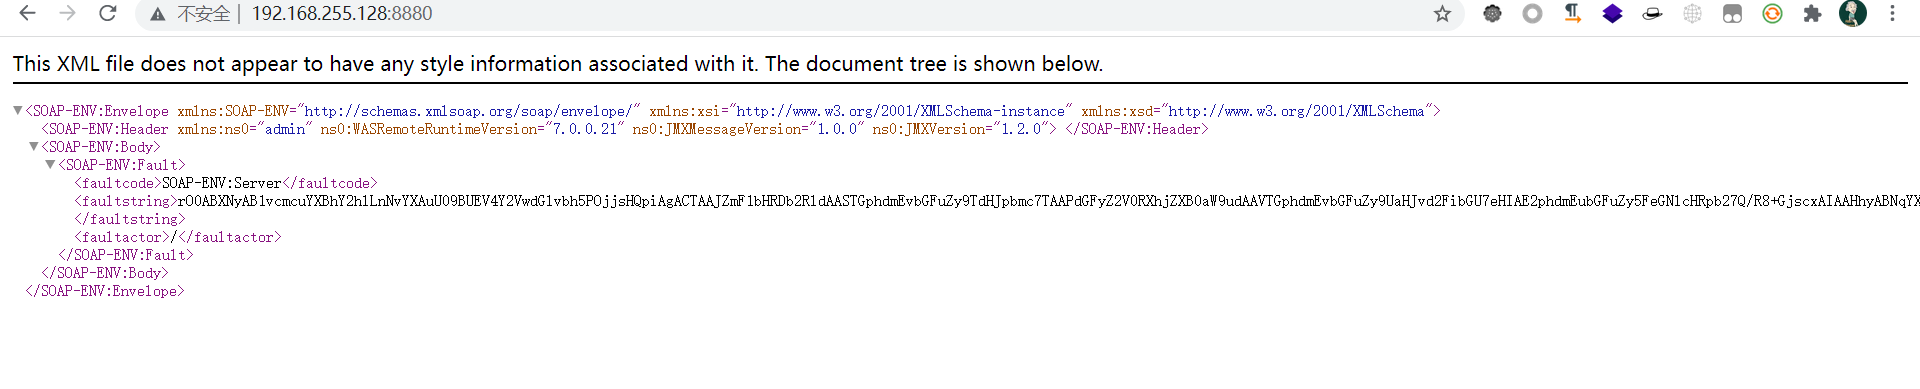 不安全 | 192.168.255.128:8880
This XML file does not appear to have any style information associated with it. The document tree is shown below.
▼<SOAP-ENV:Envelope xmlns:SOAP-ENV="http://schemas.xmlsoap.org/soap/envelope/" xmlns:xsi="http://www.w3.org/2001/XMLSchema-instance" xmlns:xsd="http://www.w3.org/2001/XMLSchema">
<SOAP-ENV:Header xmlns:ns0="admin" ns0:WASRemoteRuntimeVersion="7.0.0.21" ns0:JMXMessageVersion="1.0.0" ns0:JMXVersion="1.2.0"> </SOAP-ENV:Header>
▼<SOAP-ENV:Body>
▼<SOAP-ENV:Fault>
<faultcode>SOAP-ENV:Server</faultcode>
<faultstring>rO0ABXNyAB1vcmcuYXBhY2hlLnNvYXAuU09BUEV4Y2VwdGlvbh5POjjsHQpiAgACTAAJZmF1bHRDb2RldAASTGphdmEvbGFuZy9TdHJpbmc7TAAPdGFyZ2V0RXhjZXB0aW9udAAVTGphdmEvbGFuZy9UaHJvd2FibGU7eHIAE2phdmEubGFuZy5FeGNlcHRpb27Q/R8+GjscxAIAAHhyABNqYX
</faultstring>
<faultactor>/</faultactor>
</SOAP-ENV:Fault>
</SOAP-ENV:Body>
</SOAP-ENV:Envelope>